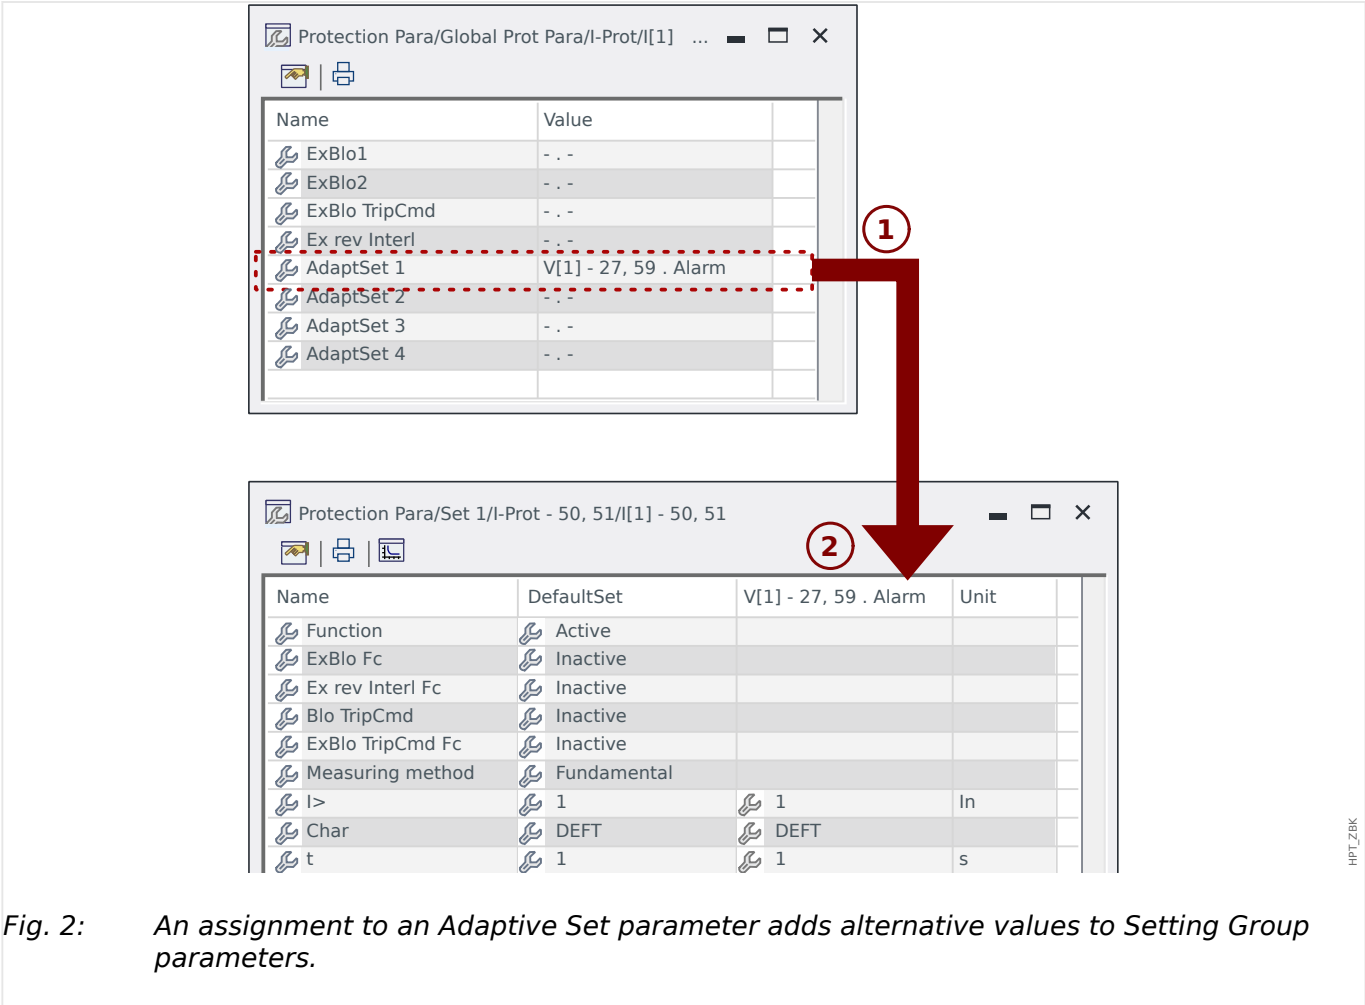 Protection Para/Global Prot Para/I-Prot/I[1] ...
Name Value
ExBlo1 - . -
ExBlo2 - . -
ExBlo TripCmd - . -
Ex rev Interl - . -
AdaptSet 1 V[1] - 27, 59 . Alarm
AdaptSet 2 - . -
AdaptSet 3 - . -
AdaptSet 4 - . -
1
Protection Para/Set 1/I-Prot - 50, 51/I[1] - 50, 51
2
Name DefaultSet V[1] - 27, 59 . Alarm Unit
Function Active
ExBlo Fc Inactive
Ex rev Interl Fc Inactive
Blo TripCmd Inactive
ExBlo TripCmd Fc Inactive
Measuring method Fundamental
I> 1 1 In
Char DEFT DEFT
t 1 1 s
HPT_ZBK
Fig. 2: An assignment to an Adaptive Set parameter adds alternative values to Setting Group
parameters.